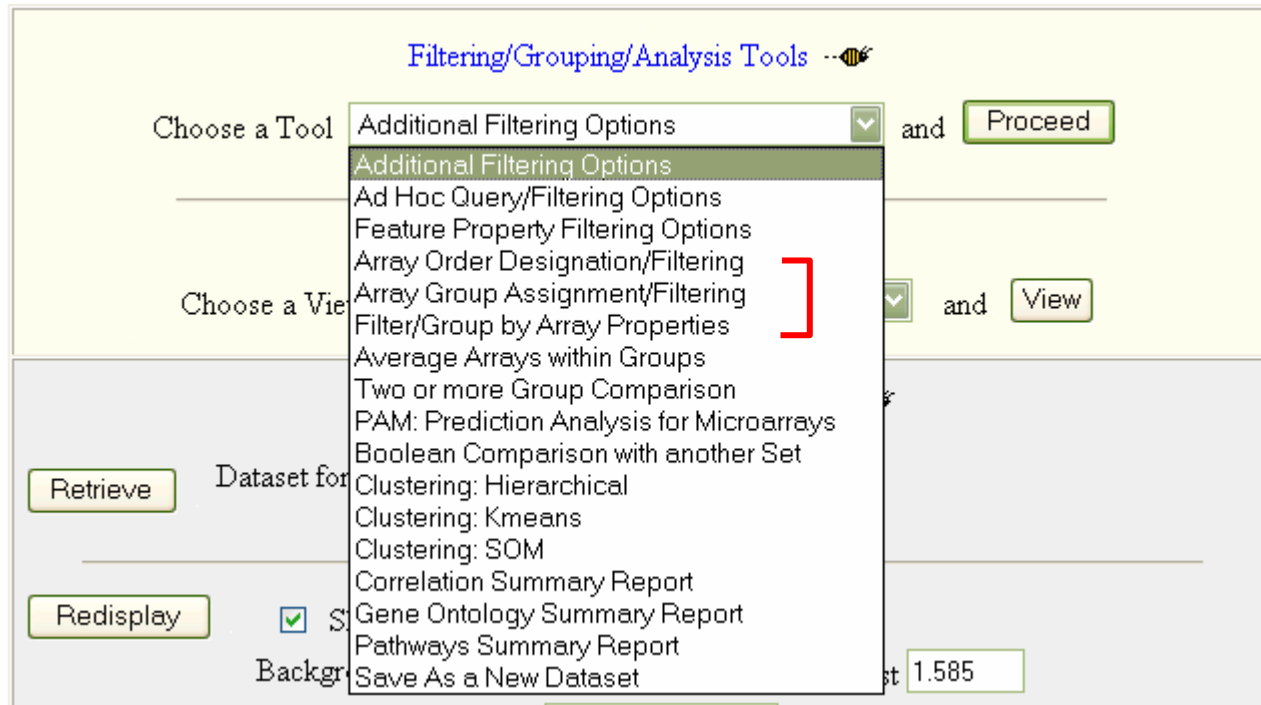 Filtering/Grouping/Analysis Tools
Choose a Tool Additional Filtering Options and Proceed
Additional Filtering Options
Ad Hoc Query/Filtering Options
Feature Property Filtering Options
Array Order Designation/Filtering
Array Group Assignment/Filtering
Choose a Vie and View
Filter/Group by Array Properties
Average Arrays within Groups
Two or more Group Comparison
PAM: Prediction Analysis for Microarrays
Boolean Comparison with another Set
Retrieve Dataset for
Clustering: Hierarchical
Clustering: Kmeans
Clustering: SOM
Correlation Summary Report
Redisplay S
Gene Ontology Summary Report
Pathways Summary Report
Backgr st 1.585
Save As a New Dataset